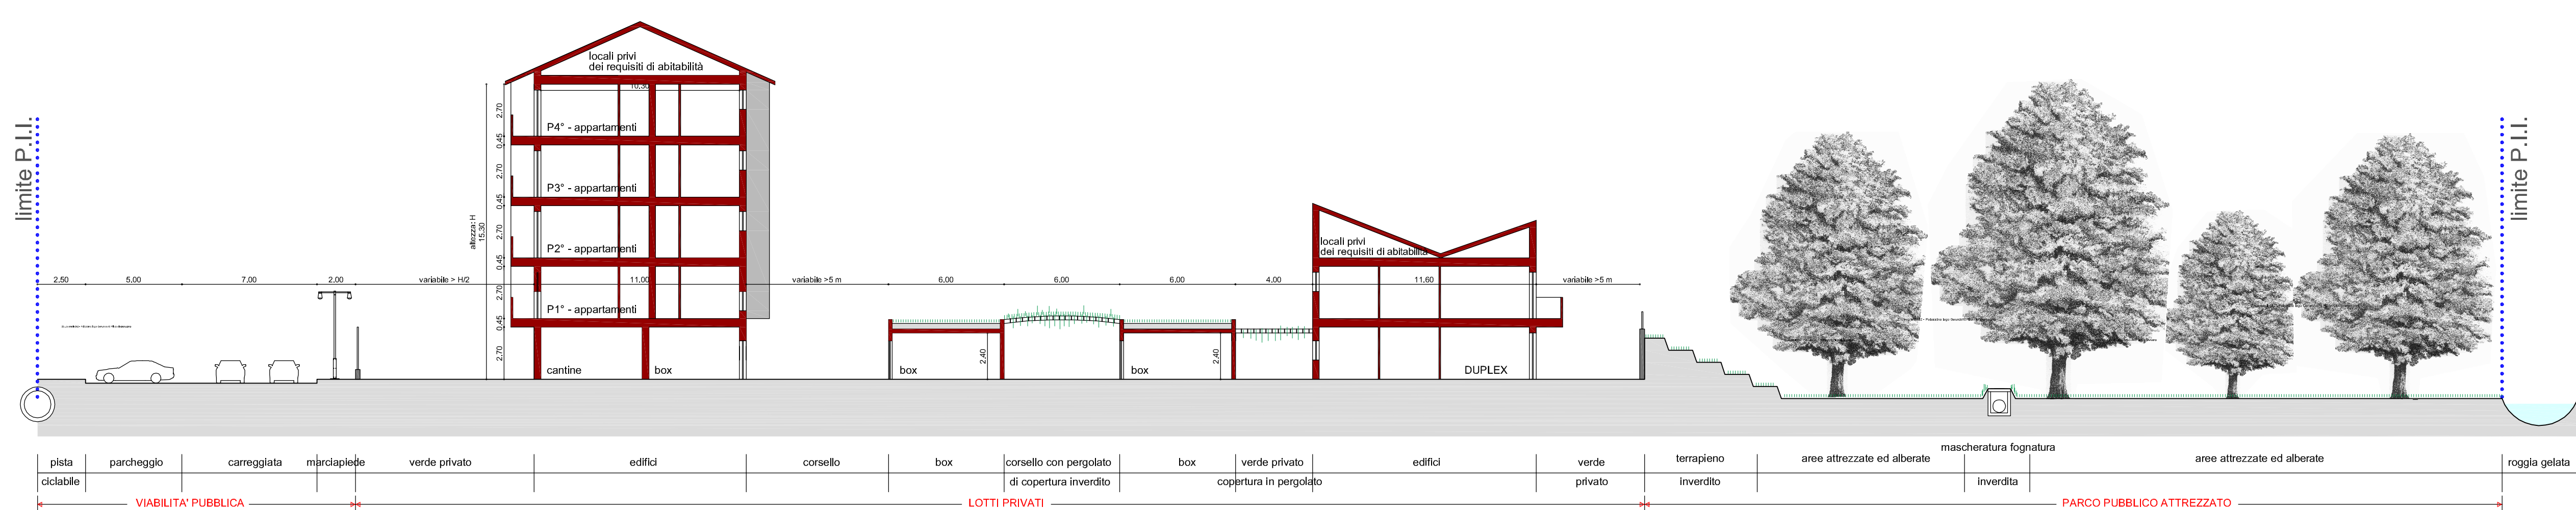 limite P.I.I.
locali privi
dei requisiti di abitabilità
10,30
2,70
P4° - appartamenti
0,45
2,70
P3° - appartamenti
0,45
altezza: H
15,30
2,70
P2° - appartamenti
0,45
2,70
P1° - appartamenti
0,45
2,70
cantine
box
2,50
5,00
7,00
2,00
variabile > H/2
11,00
variabile >5 m
6,00
6,00
6,00
4,00
11,60
variabile >5 m
box
2,40
box
2,40
locali privi
dei requisiti di abitabilità
DUPLEX
limite P.I.I.
pista
ciclabile
parcheggio
carreggiata
marciapiede
verde privato
edifici
corsello
box
corsello con pergolato
di copertura inverdito
box
verde privato
copertura in pergolato
edifici
verde
privato
terrapieno
inverdito
aree attrezzate ed alberate
mascheratura fognatura
inverdita
aree attrezzate ed alberate
roggia gelata
VIABILITA' PUBBLICA
LOTTI PRIVATI
PARCO PUBBLICO ATTREZZATO